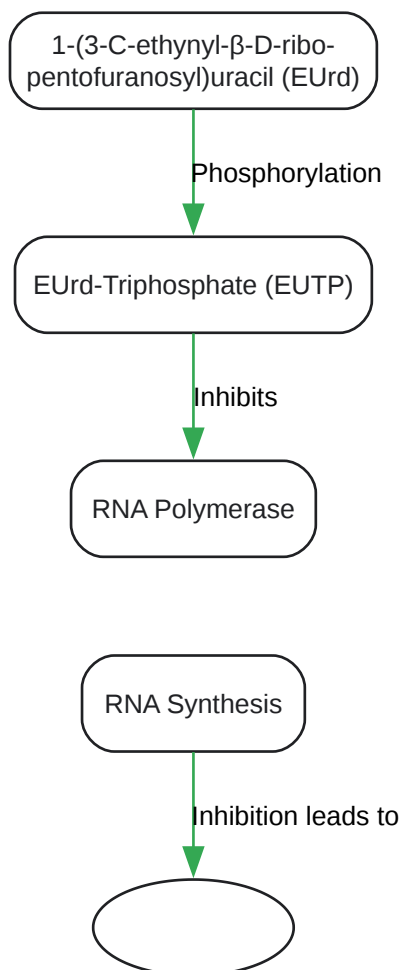 1-(3-C-ethynyl-β-D-ribo-
pentofuranosyl)uracil (EUrd)
Phosphorylation
EUrd-Triphosphate (EUTP)
Inhibits
RNA Polymerase
RNA Synthesis
Inhibition leads to